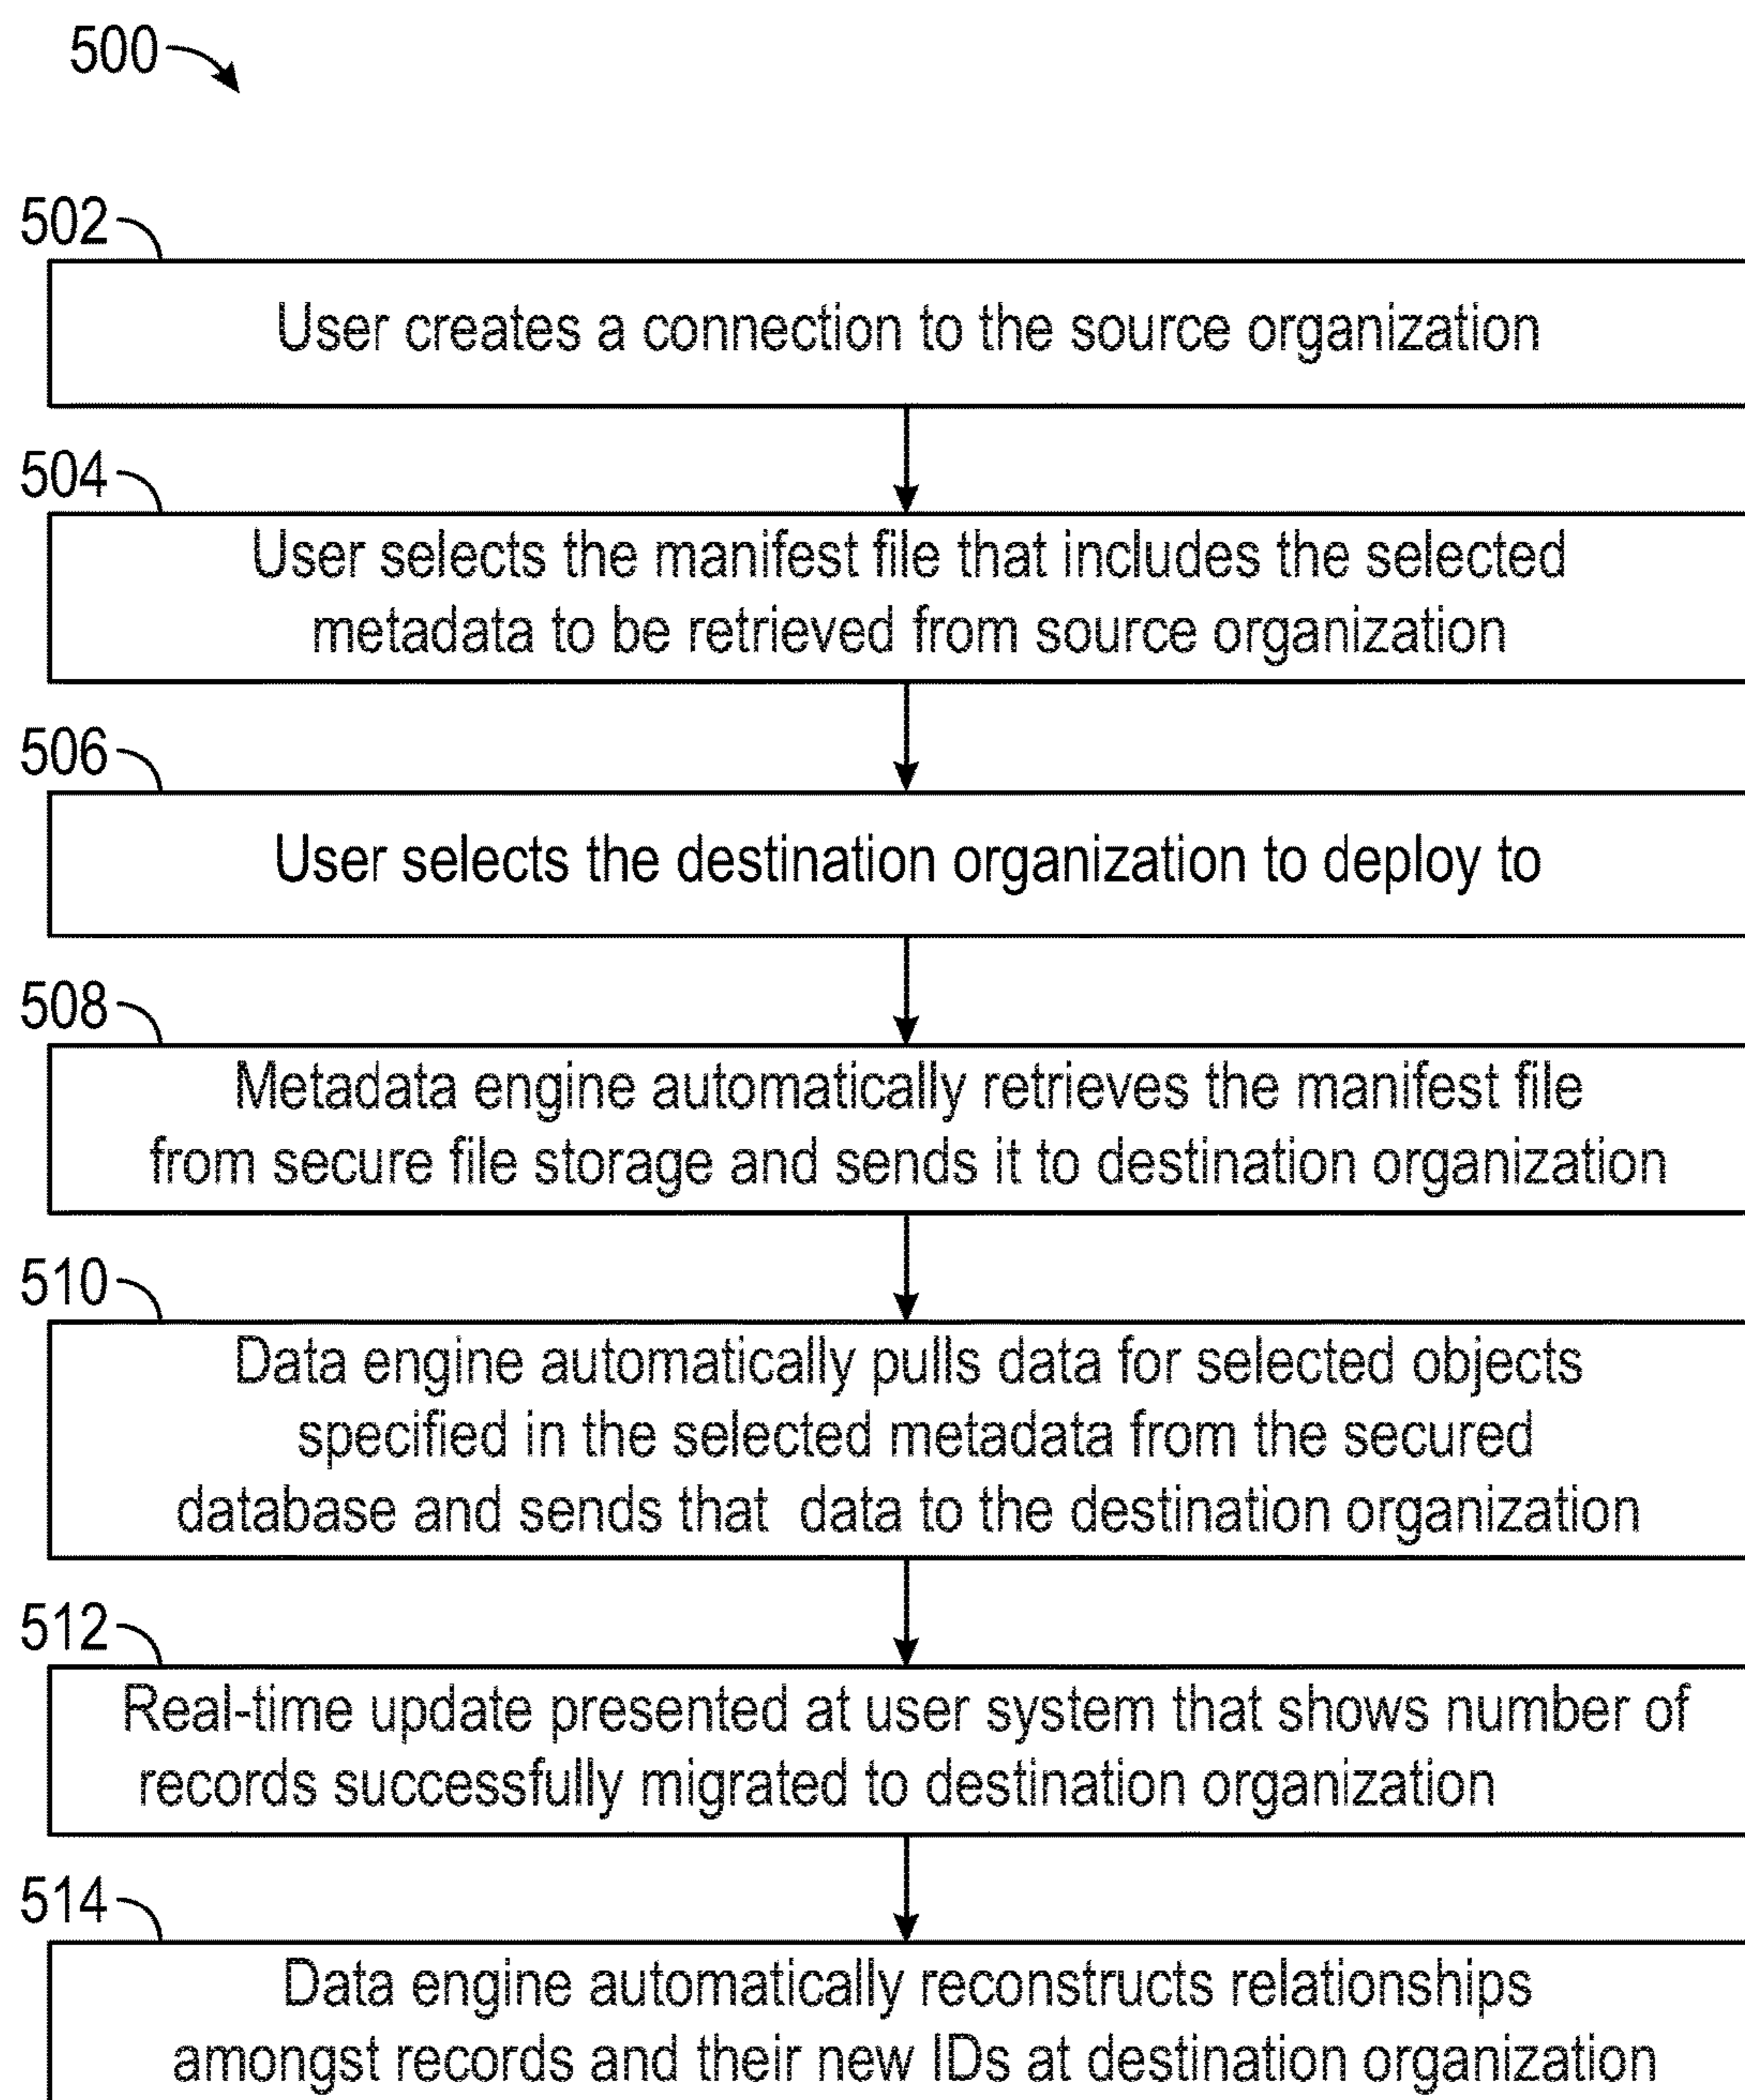 500
502
User creates a connection to the source organization
504
User selects the manifest file that includes the selected
metadata to be retrieved from source organization
506
User selects the destination organization to deploy to
508
Metadata engine automatically retrieves the manifest file
from secure file storage and sends it to destination organization
510
Data engine automatically pulls data for selected objects
specified in the selected metadata from the secured
database and sends that data to the destination organization
512
Real-time update presented at user system that shows number of
records successfully migrated to destination organization
514
Data engine automatically reconstructs relationships
amongst records and their new IDs at destination organization